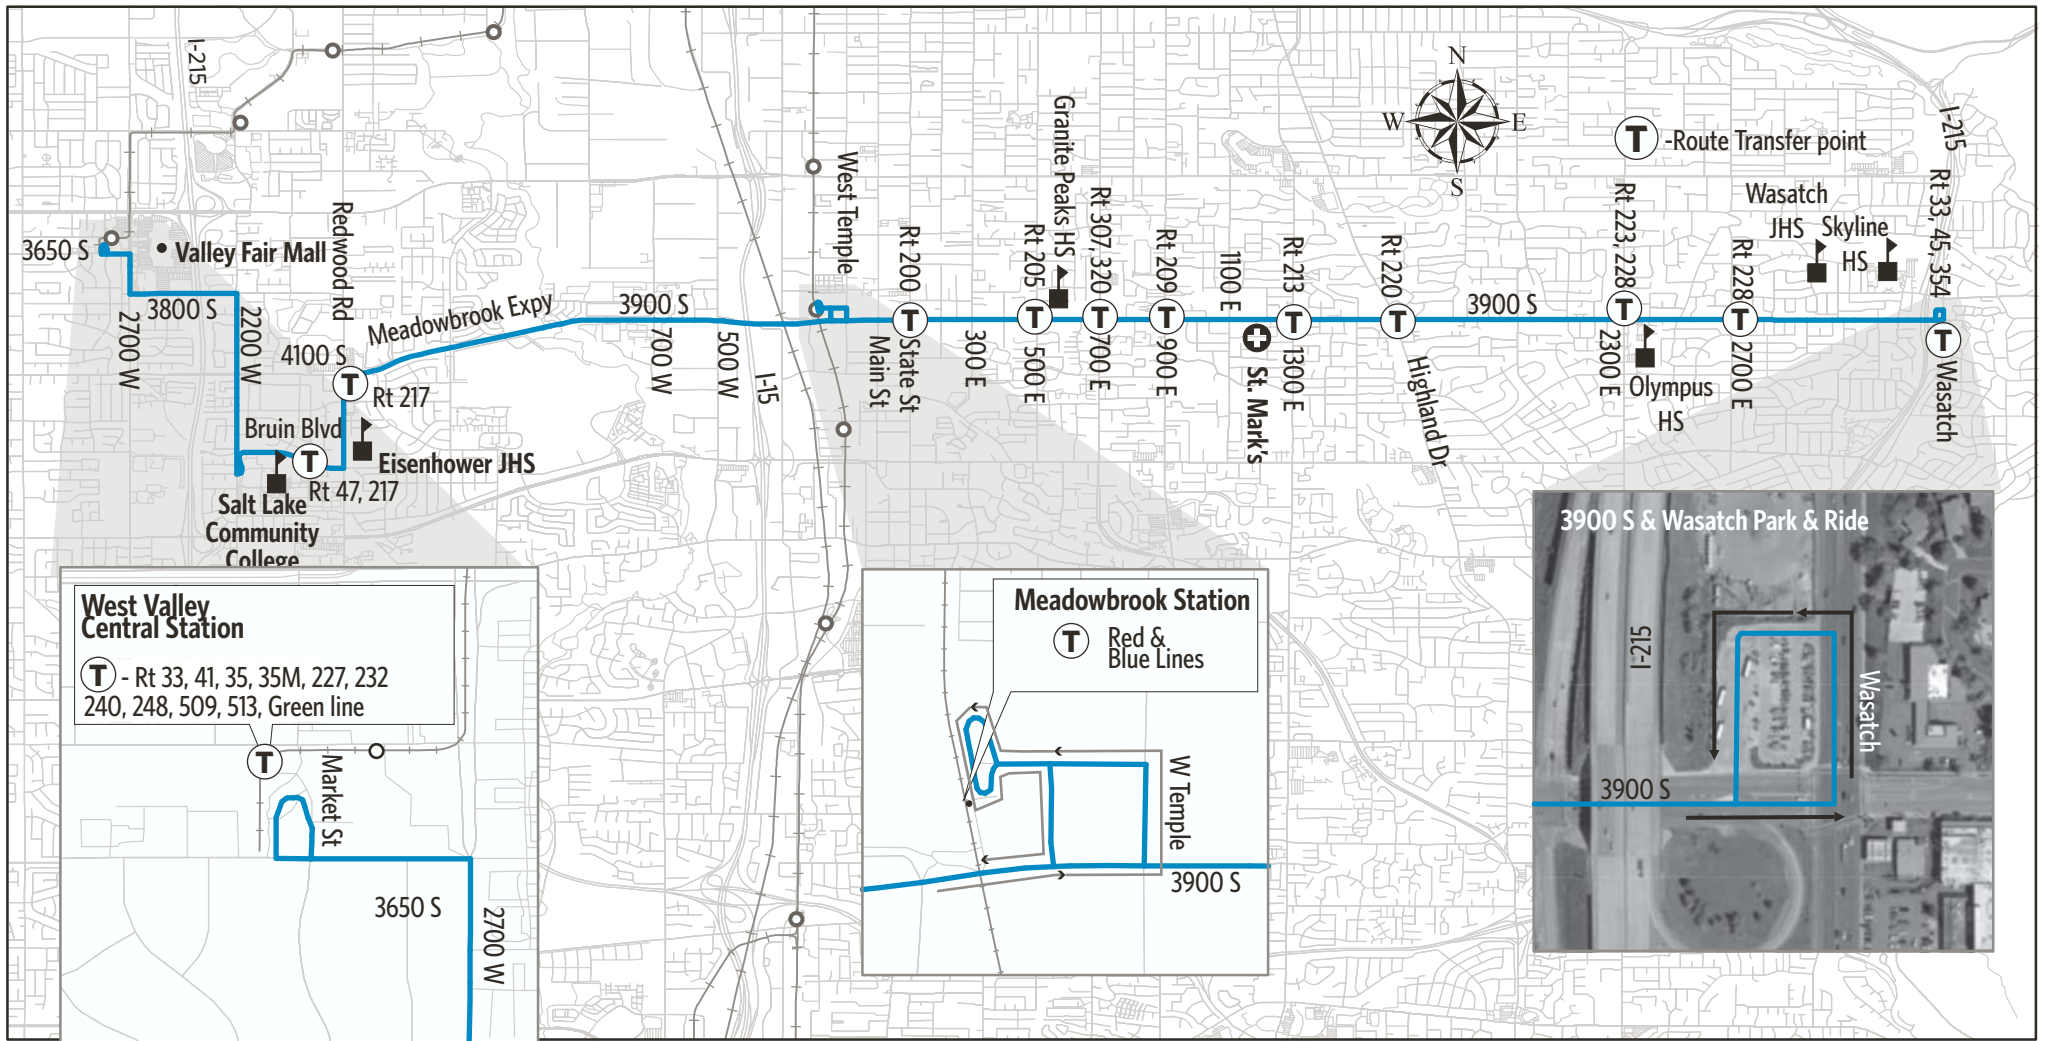 I-215
N
W
E
S
T -Route Transfer point
I-215
3650 S
Valley Fair Mall
3800 S
2700 W
2200 W
Redwood Rd
4100 S
Meadowbrook Expy
T
Rt 217
Bruin Blvd
T
Rt 47, 217
Eisenhower JHS
Salt Lake
Community
College
3900 S
700 W
500 W
I-15
West Temple
Rt 200
T
State St
Main St
300 E
Rt 205
T
500 E
Granite Peaks HS
Rt 307, 320
T
700 E
Rt 209
T
900 E
1100 E
St. Mark's
Rt 213
T
1300 E
Rt 220
T
Highland Dr
3900 S
Rt 223, 228
T
2300 E
Olympus
HS
Rt 228
T
2700 E
Wasatch
JHS
Skyline
HS
Rt 33, 45, 354
T
Wasatch
West Valley
Central Station
T - Rt 33, 41, 35, 35M, 227, 232
240, 248, 509, 513, Green line
T
Market St
3650 S
2700 W
Meadowbrook Station
T Red &
Blue Lines
W Temple
3900 S
3900 S & Wasatch Park & Ride
I-215
Wasatch
3900 S